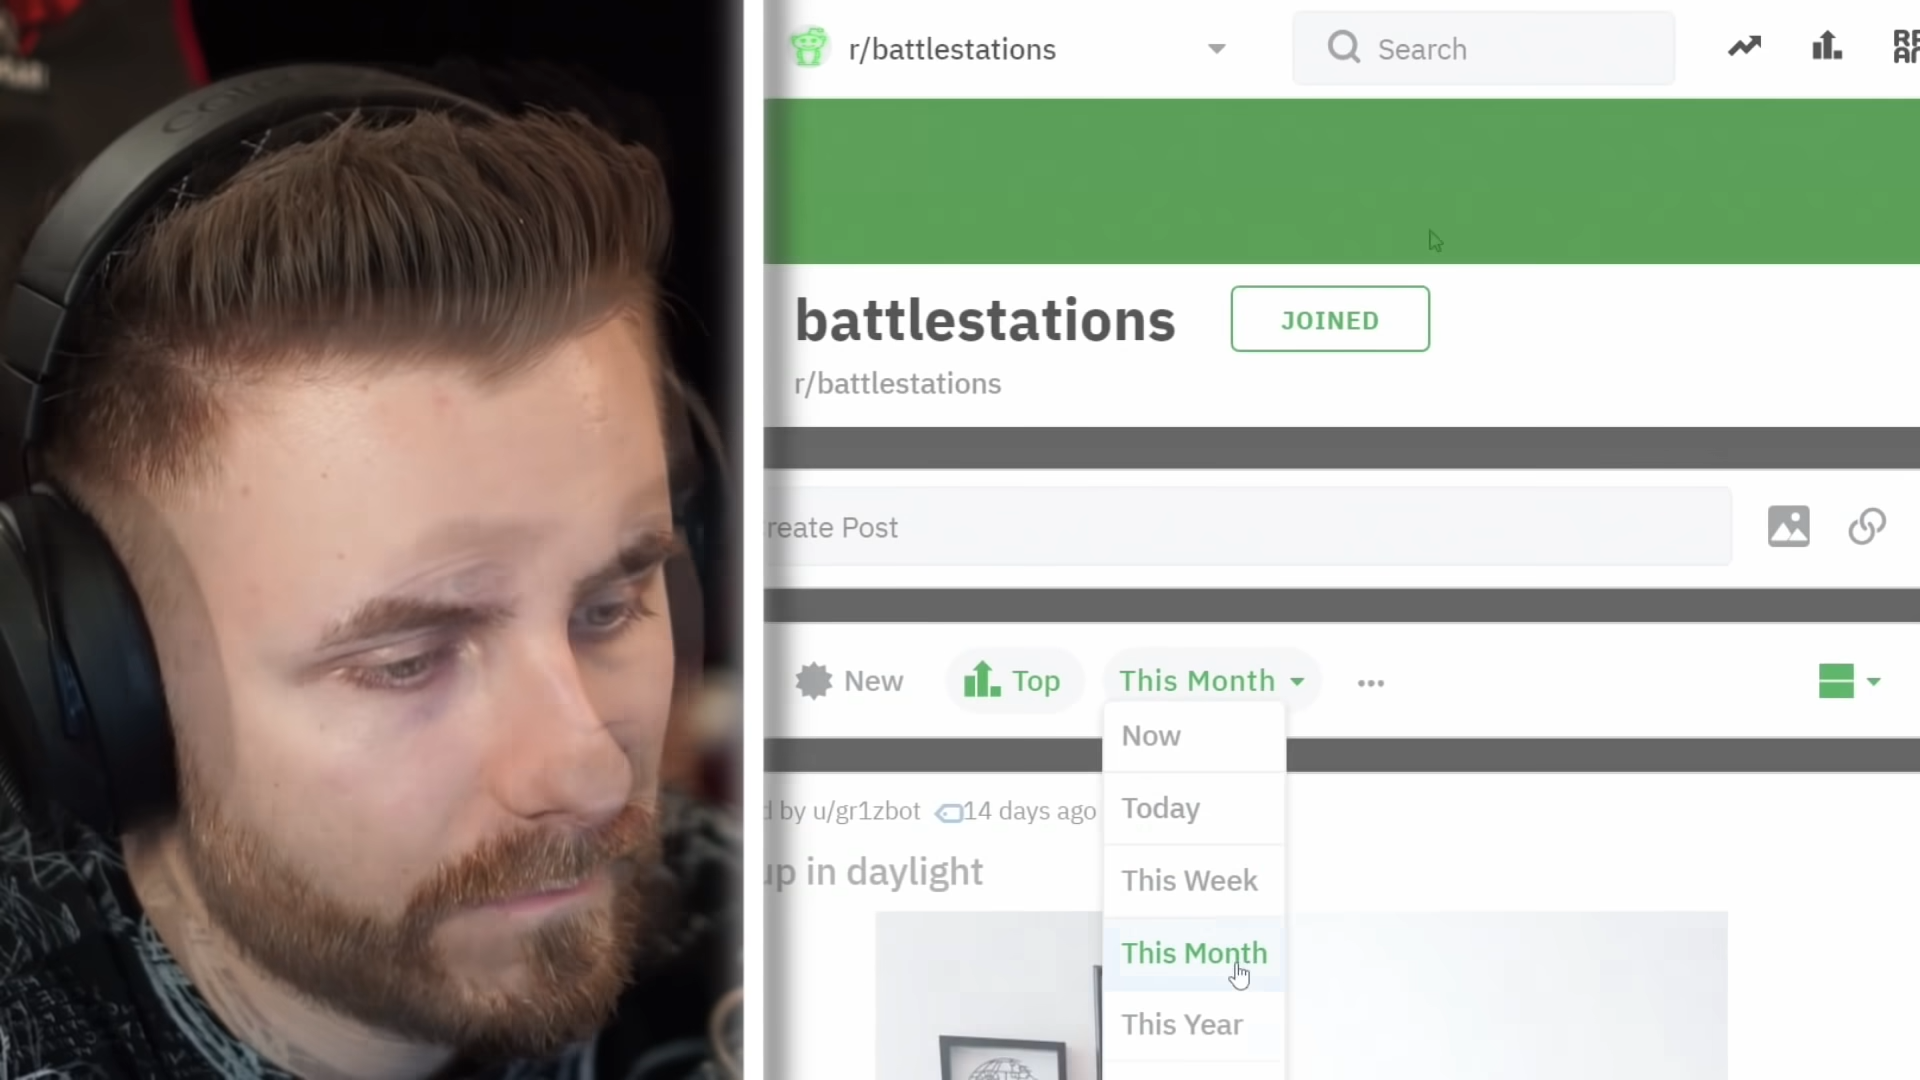 r/battlestations
Search
battlestations
JOINED
r/battlestations
reate Post
New
Top
This Month
Now
Today
by u/gr1zbot
14 days ago
up in daylight
This Week
This Month
This Year